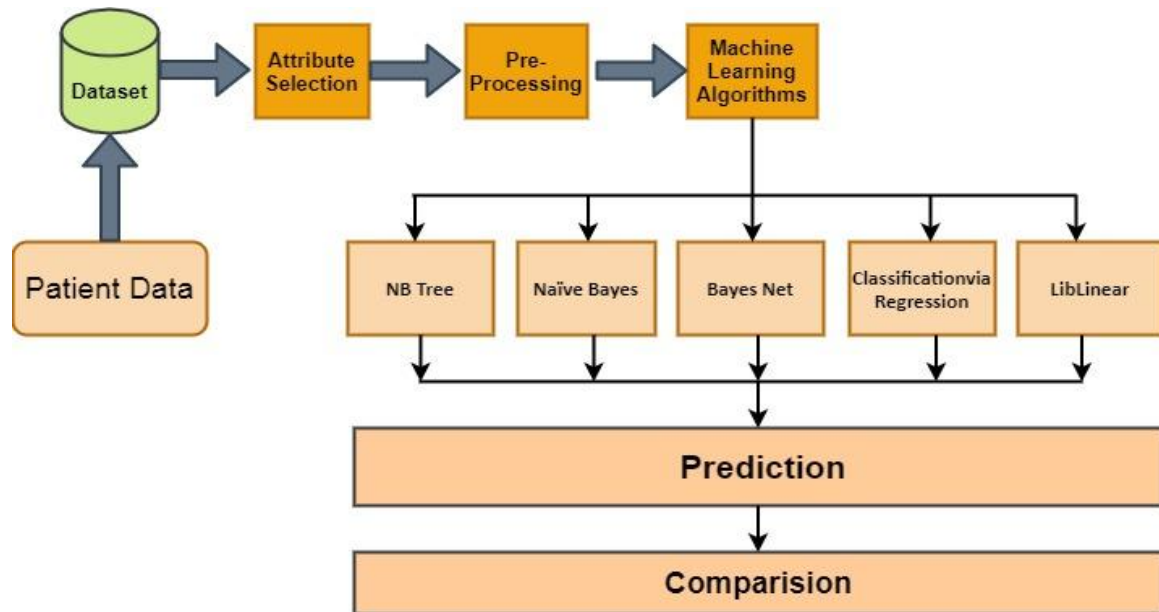 Dataset
Attribute
Selection
Pre-
Processing
Machine
Learning
Algorithms
Patient Data
NB Tree
Naïve Bayes
Bayes Net
Classificationvia
Regression
LibLinear
Prediction
Comparision